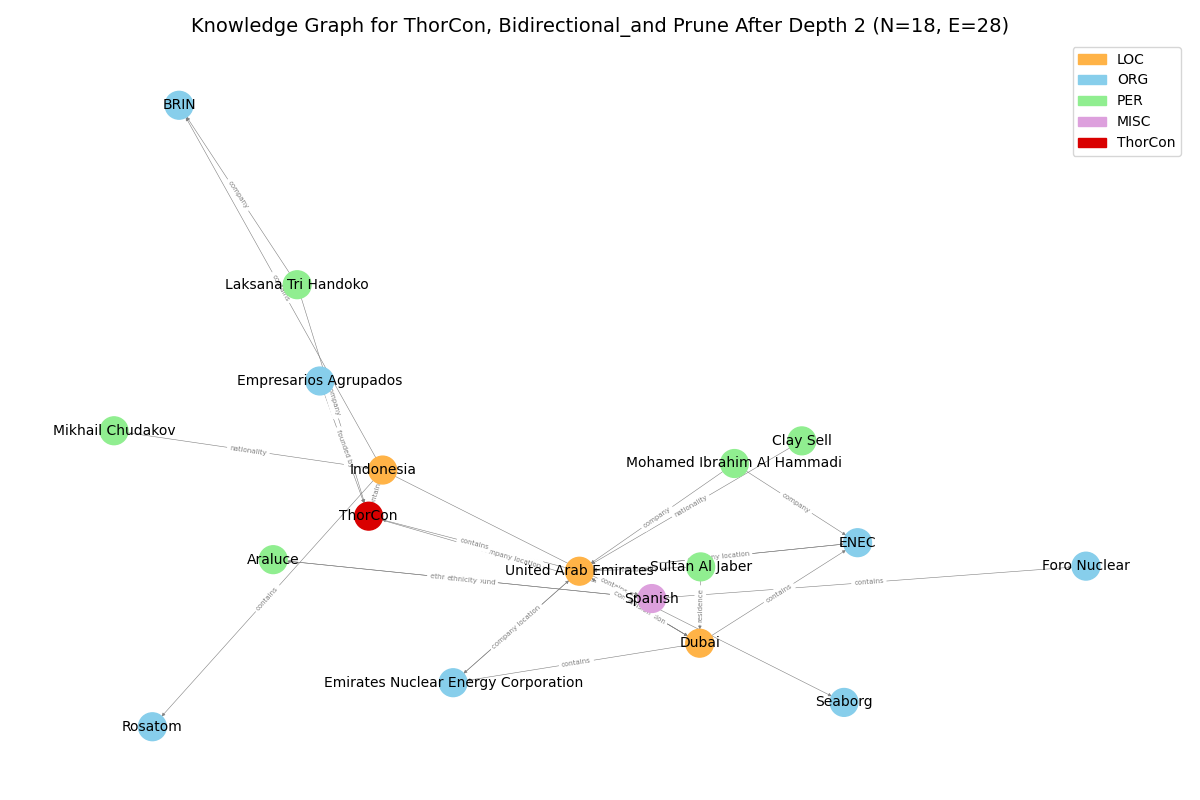 Knowledge Graph for ThorCon, Bidirectional_and Prune After Depth 2 (N=18, E=28)
LOC
ORG
PER
MISC
ThorCon
BRIN
company
Laksana Tri Handoko
Empresarios Agrupados
company
founded
Mikhail Chudakov
nationality
Indonesia
ThorCon
Clay Sell
Mohamed Ibrahim Al Hammadi
nationality
company
company
contains
location
ENEC
location
Araluce
ethnicity
United Arab Emirates
Sultan Al Jaber
Foro Nuclear
contains
Spanish
residence
contains
contains
company location
Dubai
contains
Emirates Nuclear Energy Corporation
Seaborg
Rosatom